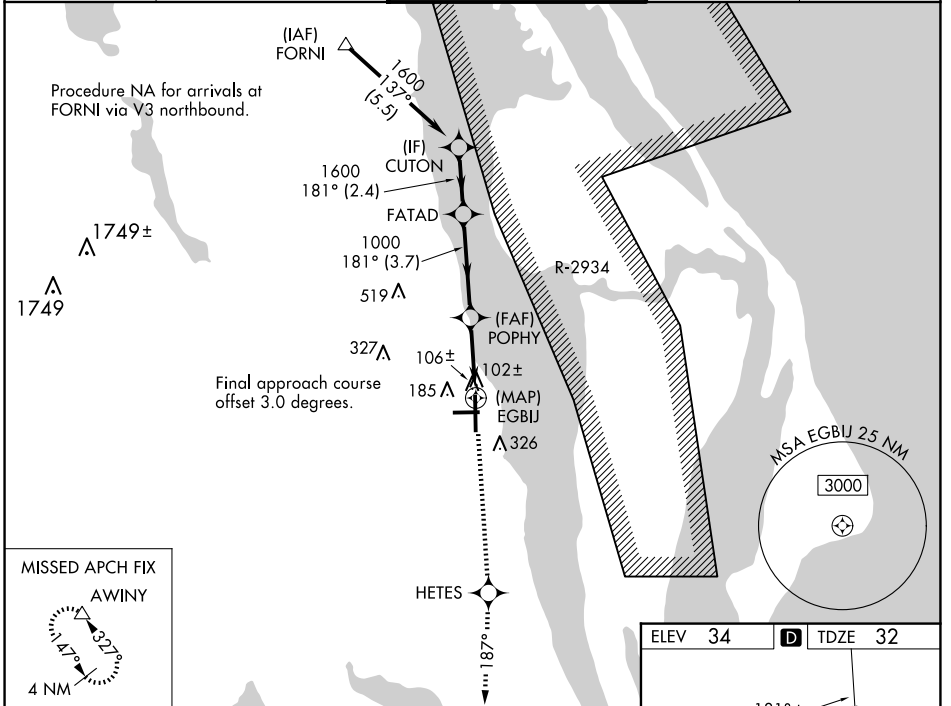 (IAF)
FORNI
1600
137°
(5.5)
Procedure NA for arrivals at
FORNI via V3 northbound.
(IF)
CUTON
1600
181° (2.4)
FATAD
1749±
1000
181° (3.7)
R-2934
1749
519
(FAF)
POPHY
327
106±
102±
Final approach course
offset 3.0 degrees.
185
(MAP)
EGBIJ
326
MSA EGBIJ 25 NM
3000
MISSED APCH FIX
AWINY
327°
147°
4 NM
HETES
187°
ELEV 34 D TDZE 32